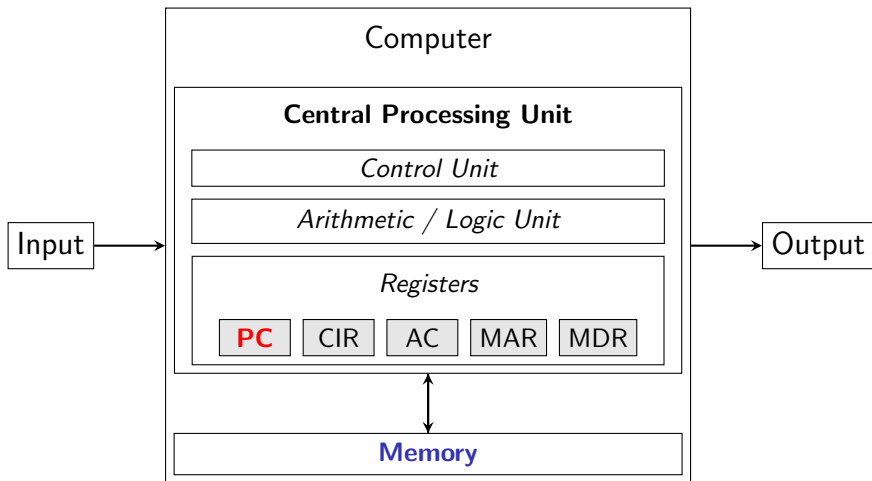 Computer
Central Processing Unit
Control Unit
Arithmetic / Logic Unit
Input
Output
Registers
PC CIR AC MAR MDR
Memory